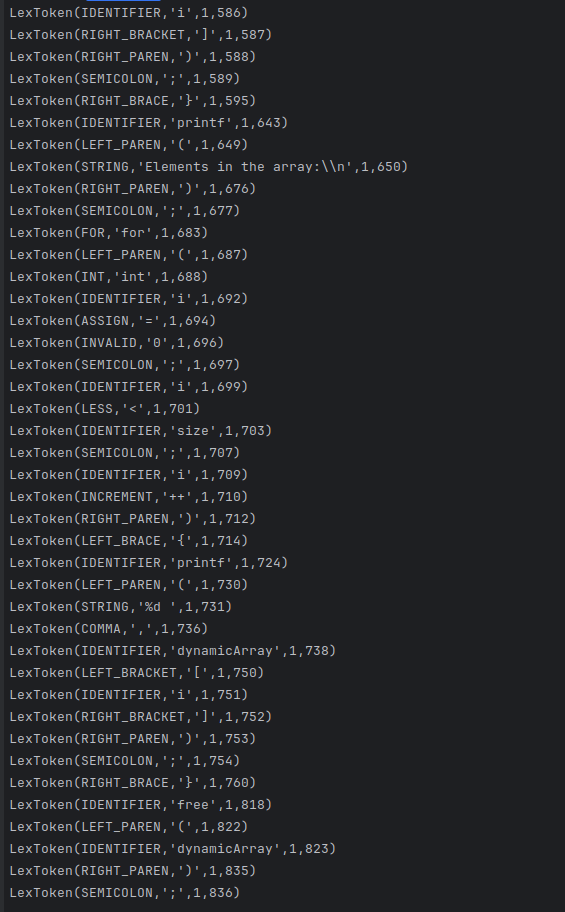 LexToken(IDENTIFIER,'i',1,586)
LexToken(RIGHT_BRACKET,']',1,587)
LexToken(RIGHT_PAREN,')',1,588)
LexToken(SEMICOLON,';',1,589)
LexToken(RIGHT_BRACE,'}',1,595)
LexToken(IDENTIFIER,'printf',1,643)
LexToken(LEFT_PAREN,'(',1,649)
LexToken(STRING,'Elements in the array:\\n',1,650)
LexToken(RIGHT_PAREN,')',1,676)
LexToken(SEMICOLON,';',1,677)
LexToken(FOR,'for',1,683)
LexToken(LEFT_PAREN,'(',1,687)
LexToken(INT,'int',1,688)
LexToken(IDENTIFIER,'i',1,692)
LexToken(ASSIGN,'=',1,694)
LexToken(INVALID,'0',1,696)
LexToken(SEMICOLON,';',1,697)
LexToken(IDENTIFIER,'i',1,699)
LexToken(LESS,'<',1,701)
LexToken(IDENTIFIER,'size',1,703)
LexToken(SEMICOLON,';',1,707)
LexToken(IDENTIFIER,'i',1,709)
LexToken(INCREMENT,'++',1,710)
LexToken(RIGHT_PAREN,')',1,712)
LexToken(LEFT_BRACE,'{',1,714)
LexToken(IDENTIFIER,'printf',1,724)
LexToken(LEFT_PAREN,'(',1,730)
LexToken(STRING,'%d ',1,731)
LexToken(COMMA,',',1,736)
LexToken(IDENTIFIER,'dynamicArray',1,738)
LexToken(LEFT_BRACKET,'[',1,750)
LexToken(IDENTIFIER,'i',1,751)
LexToken(RIGHT_BRACKET,']',1,752)
LexToken(RIGHT_PAREN,')',1,753)
LexToken(SEMICOLON,';',1,754)
LexToken(RIGHT_BRACE,'}',1,760)
LexToken(IDENTIFIER,'free',1,818)
LexToken(LEFT_PAREN,'(',1,822)
LexToken(IDENTIFIER,'dynamicArray',1,823)
LexToken(RIGHT_PAREN,')',1,835)
LexToken(SEMICOLON,';',1,836)